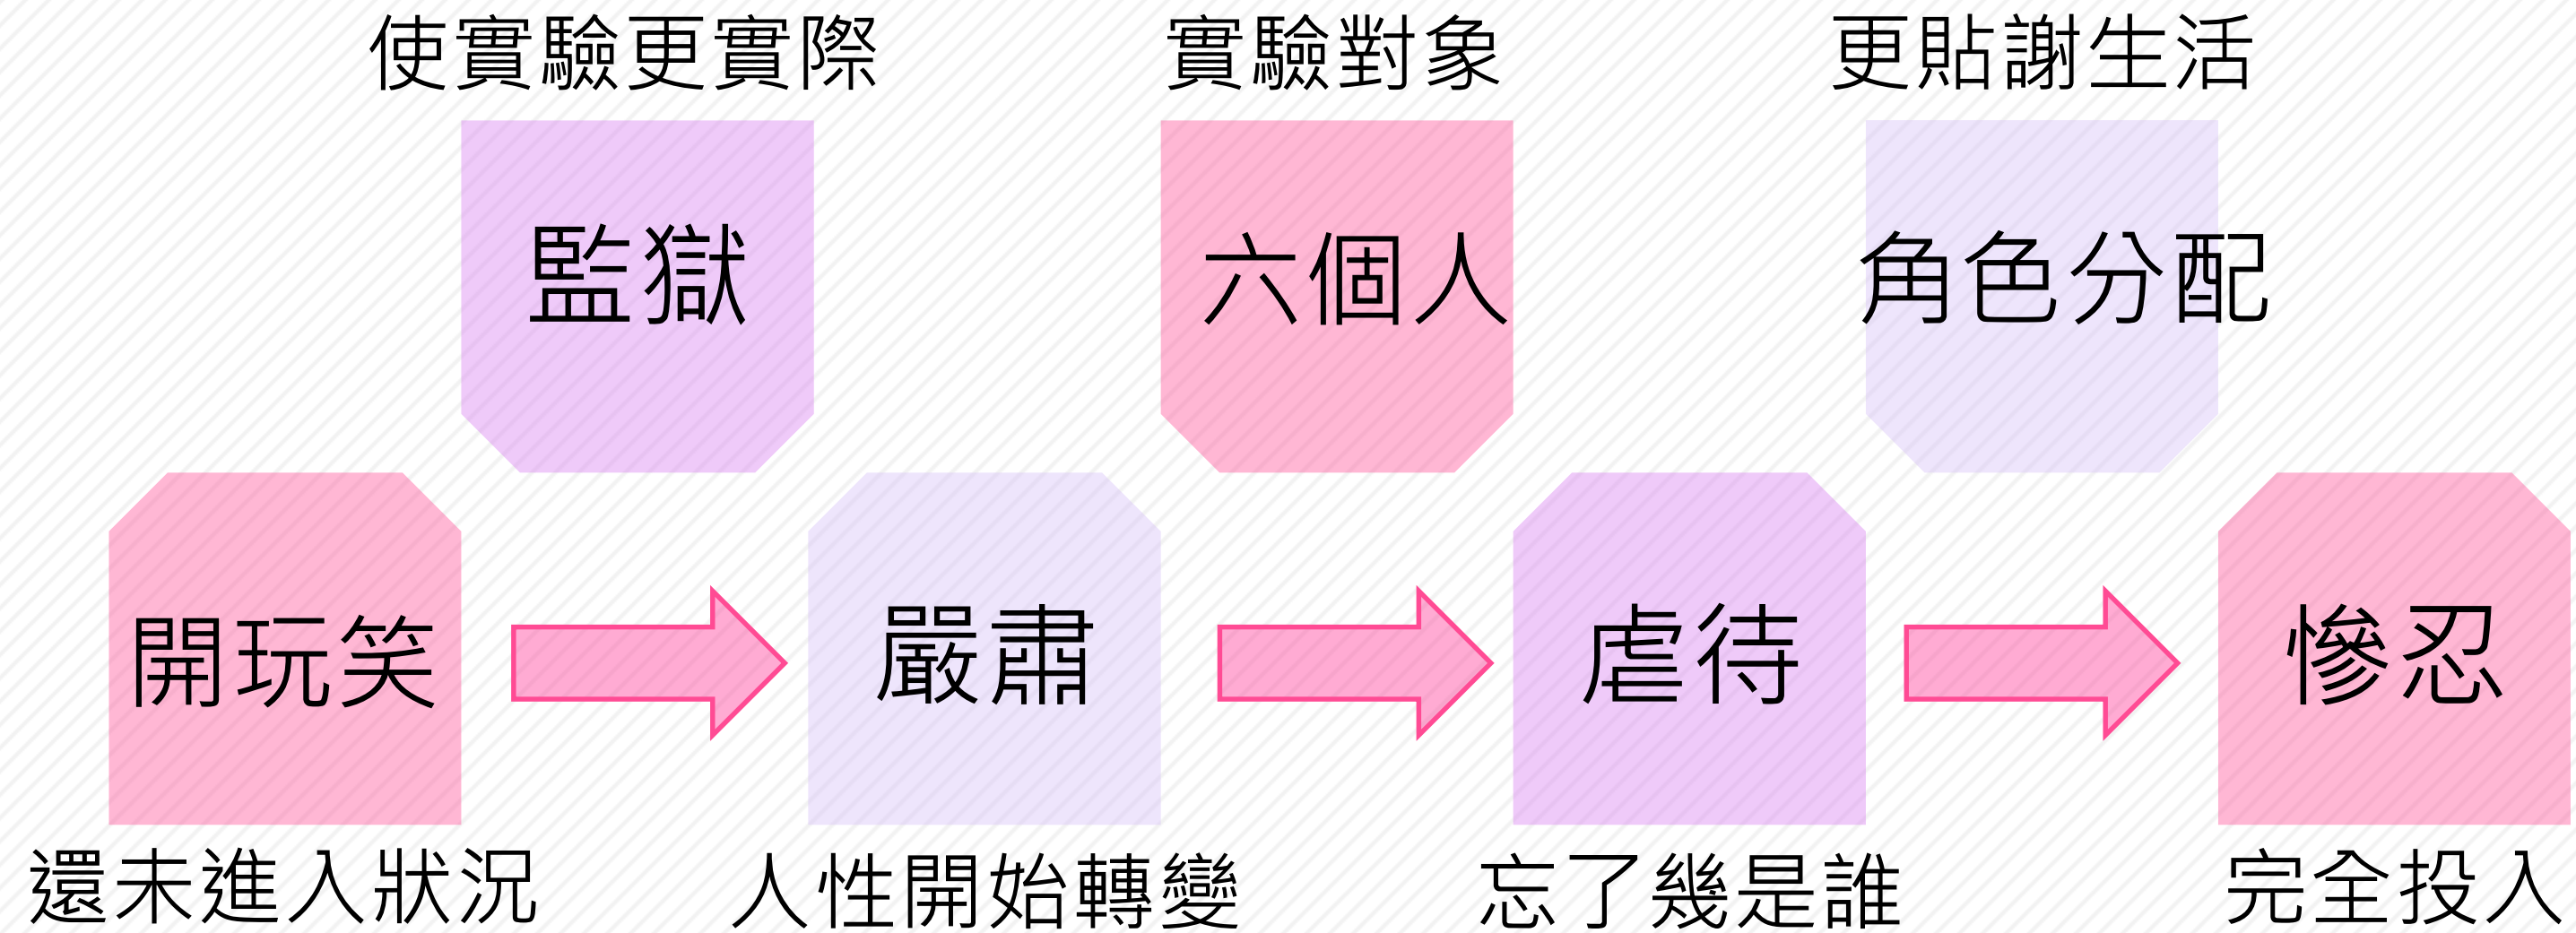 使實驗更實際
實驗對象
更貼謝生活
監獄
六個人
角色分配
開玩笑
嚴肅
虐待
慘忍
還未進入狀況
人性開始轉變
忘了幾是誰
完全投入